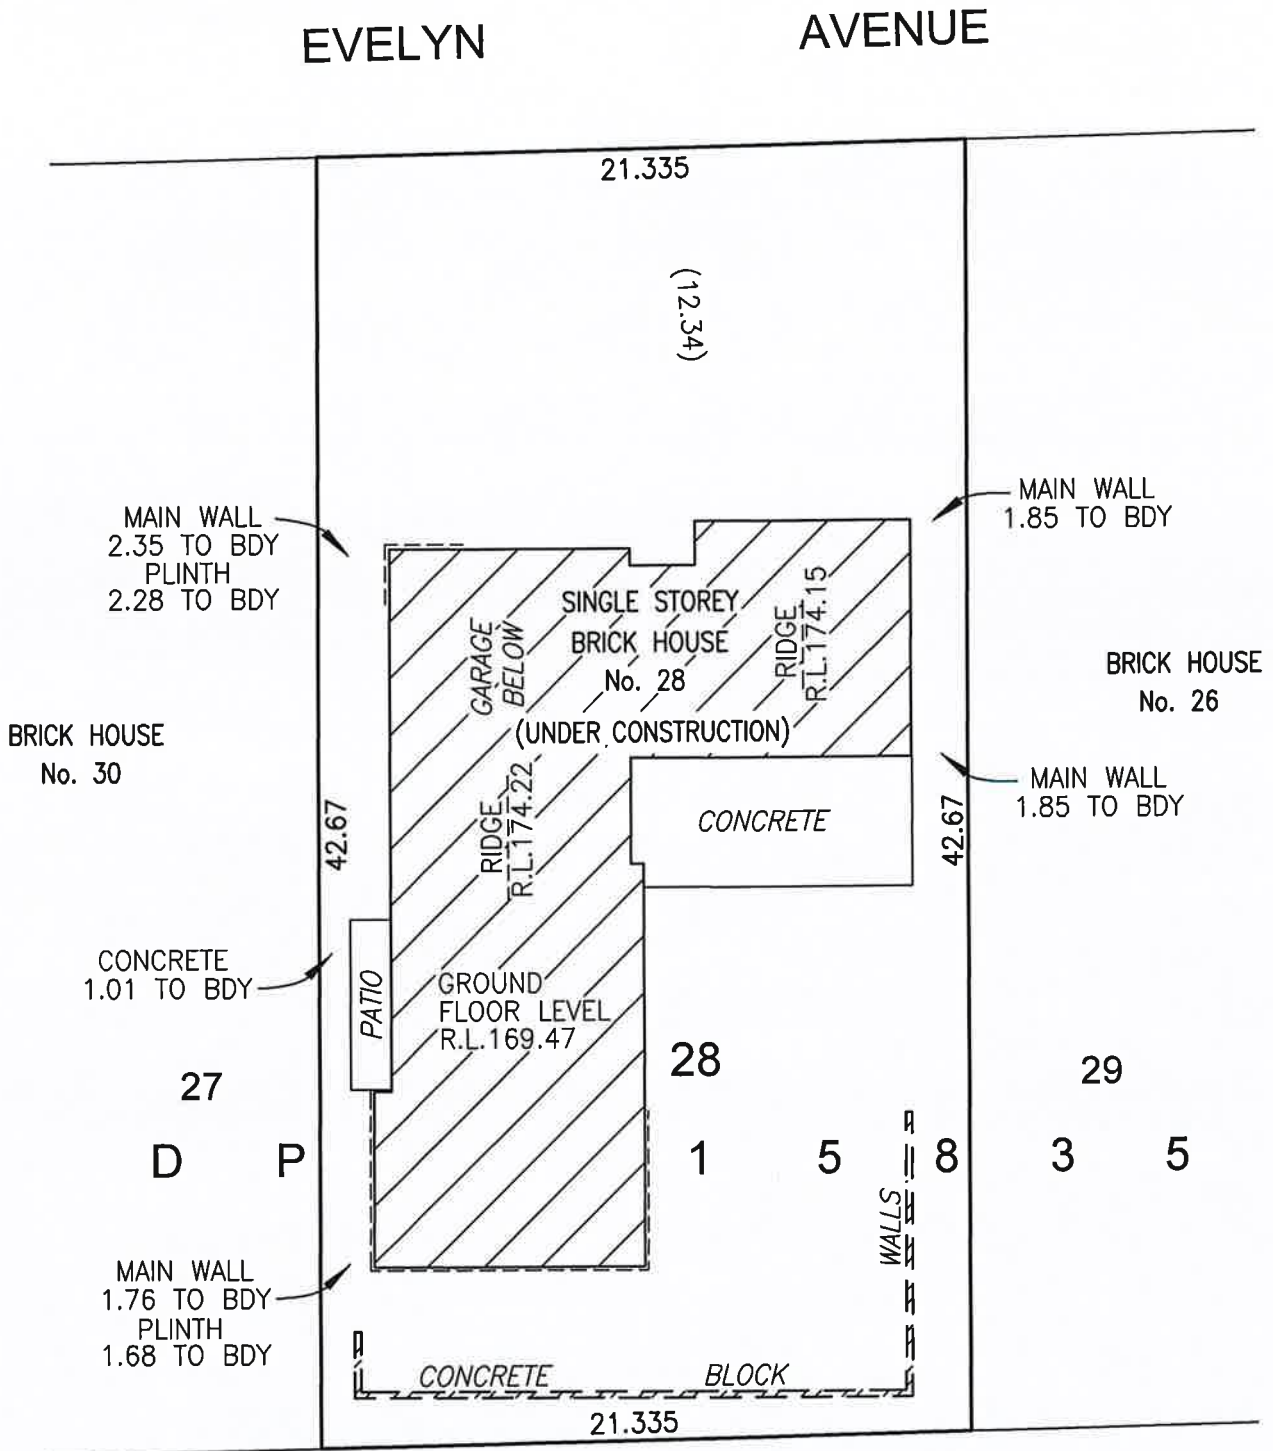 EVELYN AVENUE
21.335
(12.34)
MAIN WALL
2.35 TO BDY
PLINTH
2.28 TO BDY
MAIN WALL
1.85 TO BDY
SINGLE STOREY
BRICK HOUSE
No. 28
(UNDER CONSTRUCTION)
GARAGE
BELOW
RIDGE
R.L.174.15
BRICK HOUSE
No. 26
BRICK HOUSE
No. 30
RIDGE
R.L.174.22
CONCRETE
MAIN WALL
1.85 TO BDY
42.67
42.67
CONCRETE
1.01 TO BDY
PATIO
GROUND
FLOOR LEVEL
R.L.169.47
27
28
29
D P 1 5 8 3 5
WALLS
MAIN WALL
1.76 TO BDY
PLINTH
1.68 TO BDY
CONCRETE BLOCK
21.335